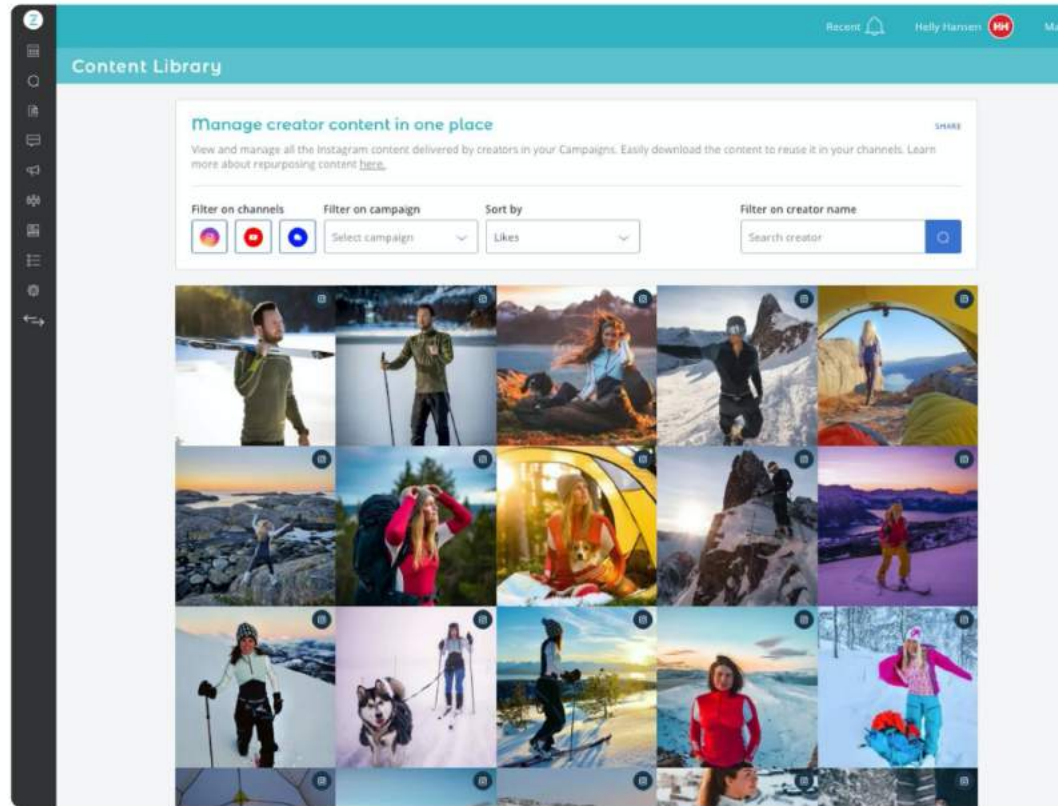 Z
Recent
Helly Hansen
HH
Ma
Content Library
Manage creator content in one place
SHARE
View and manage all the Instagram content delivered by creators in your Campaigns. Easily download the content to reuse it in your channels. Learn
more about repurposing content here.
Filter on channels
Filter on campaign
Sort by
Filter on creator name
Select campaign
Likes
Search creator